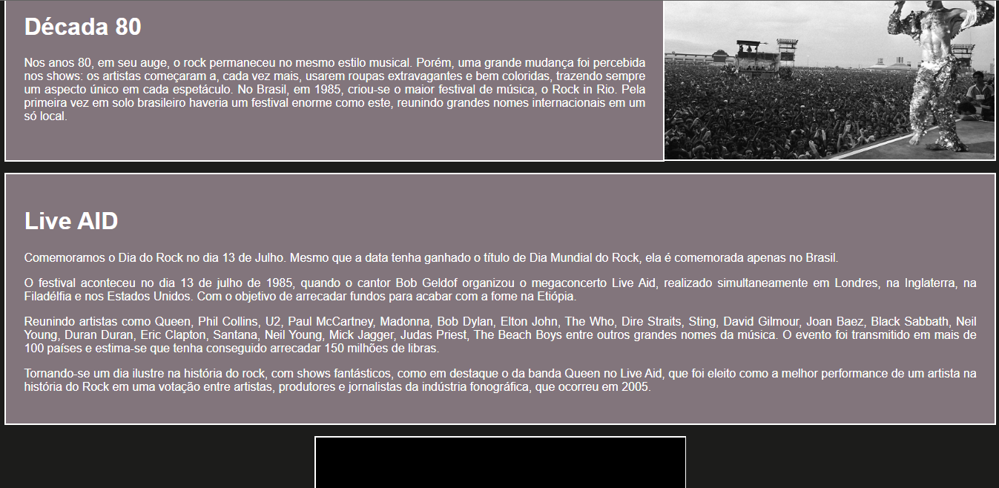 Década 80
Nos anos 80, em seu auge, o rock permaneceu no mesmo estilo musical. Porém, uma grande mudança foi percebida
nos shows: os artistas começaram a, cada vez mais, usarem roupas extravagantes e bem coloridas, trazendo sempre
um aspecto único em cada espetáculo. No Brasil, em 1985, criou-se o maior festival de música, o Rock in Rio. Pela
primeira vez em solo brasileiro haveria um festival enorme como este, reunindo grandes nomes internacionais em um
só local.
Live AID
Comemoramos o Dia do Rock no dia 13 de Julho. Mesmo que a data tenha ganhado o título de Dia Mundial do Rock, ela é comemorada apenas no Brasil.
O festival aconteceu no dia 13 de julho de 1985, quando o cantor Bob Geldof organizou o megaconcerto Live Aid, realizado simultaneamente em Londres, na Inglaterra, na
Filadélfia e nos Estados Unidos. Com o objetivo de arrecadar fundos para acabar com a fome na Etiópia.
Reunindo artistas como Queen, Phil Collins, U2, Paul McCartney, Madonna, Bob Dylan, Elton John, The Who, Dire Straits, Sting, David Gilmour, Joan Baez, Black Sabbath, Neil
Young, Duran Duran, Eric Clapton, Santana, Neil Young, Mick Jagger, Judas Priest, The Beach Boys entre outros grandes nomes da música. O evento foi transmitido em mais de
100 países e estima-se que tenha conseguido arrecadar 150 milhões de libras.
Tornando-se um dia ilustre na história do rock, com shows fantásticos, como em destaque o da banda Queen no Live Aid, que foi eleito como a melhor performance de um artista na
história do Rock em uma votação entre artistas, produtores e jornalistas da indústria fonográfica, que ocorreu em 2005.